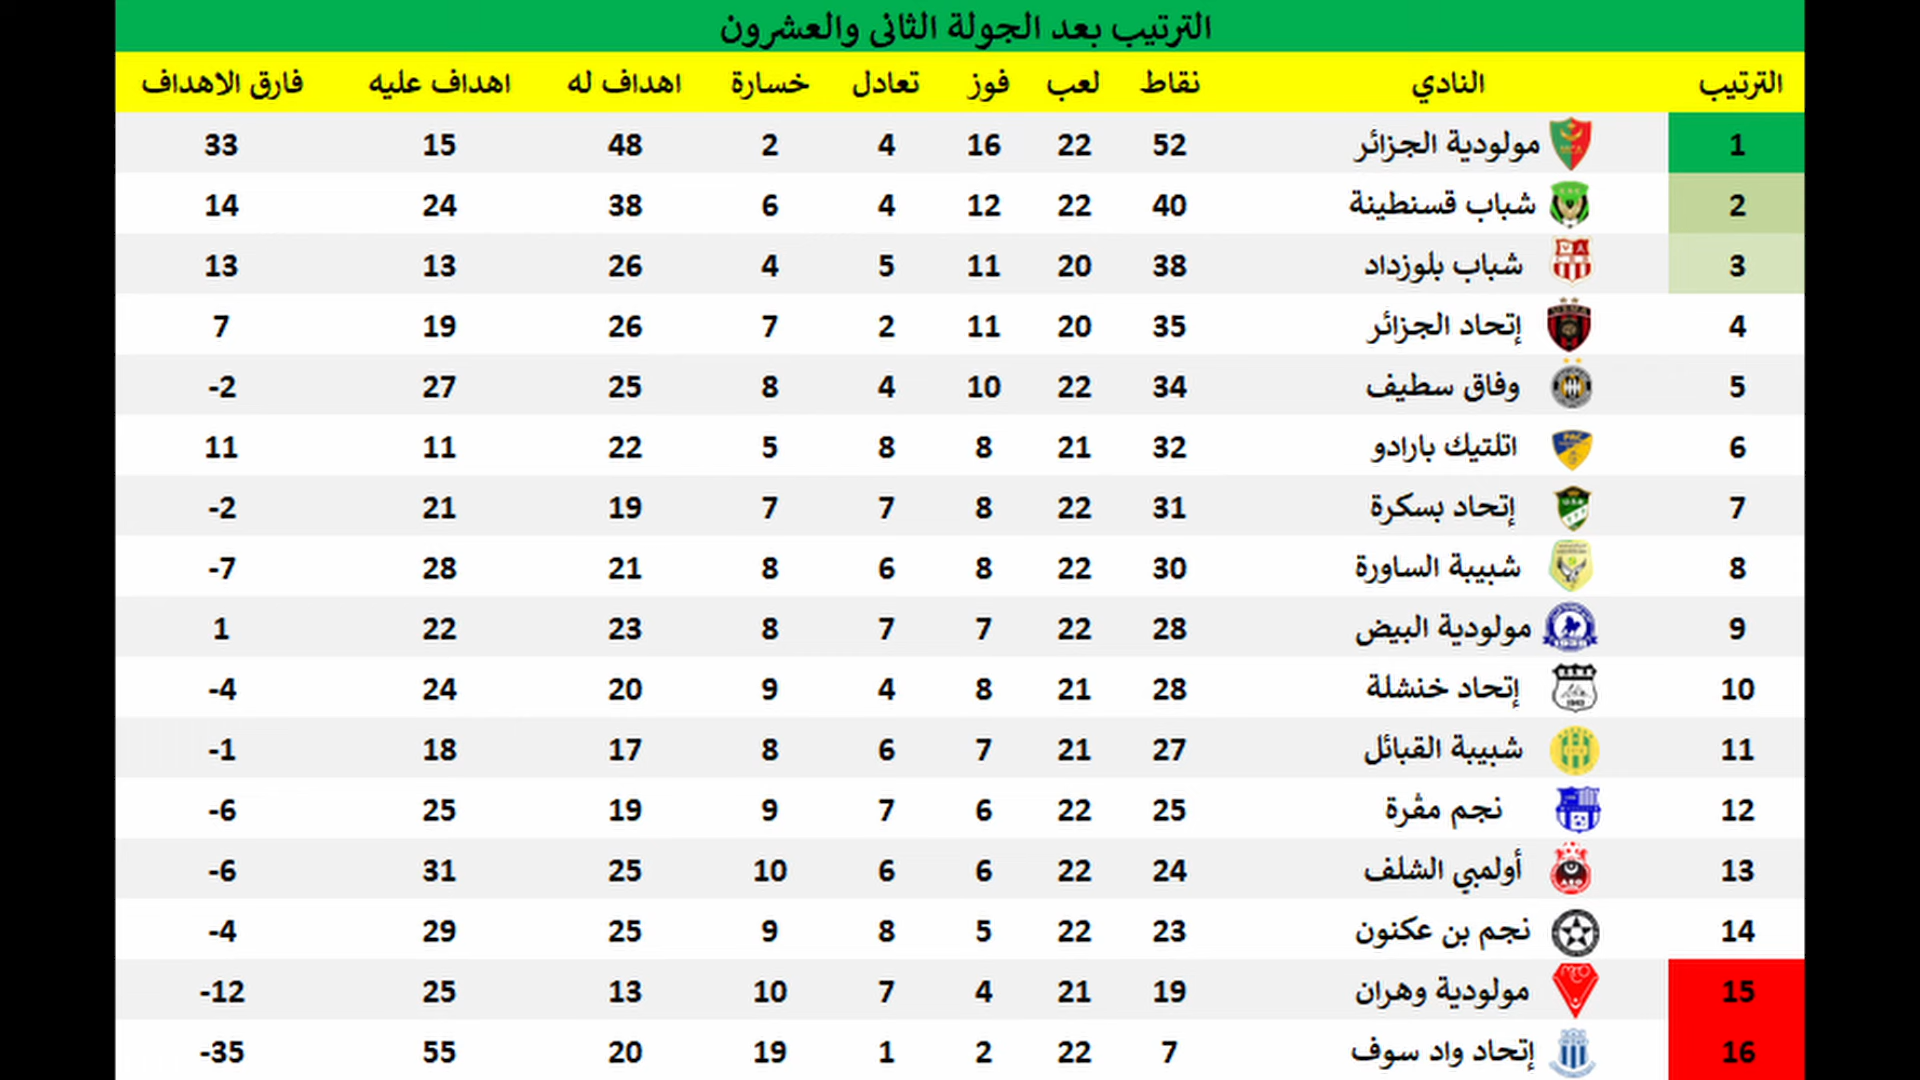 الترتيب بعد الجولة الثانى والعشرون
الترتيب النادي نقاط لعب فوز تعادل خسارة اهداف له اهداف عليه فارق الاهداف
1 مولودية الجزائر 52 22 16 4 2 48 15 33
2 شباب قسنطينة 40 22 12 4 6 38 24 14
3 شباب بلوزداد 38 20 11 5 4 26 13 13
4 إتحاد الجزائر 35 20 11 2 7 26 19 7
5 وفاق سطيف 34 22 10 4 8 25 27 -2
6 اتلتيك بارادو 32 21 8 8 5 22 11 11
7 إتحاد بسكرة 31 22 8 7 7 19 21 -2
8 شبيبة الساورة 30 22 8 6 8 21 28 -7
9 مولودية البيض 28 22 7 7 8 23 22 1
10 إتحاد خنشلة 28 21 8 4 9 20 24 -4
11 شبيبة القبائل 27 21 7 6 8 17 18 -1
12 نجم مڨرة 25 22 6 7 9 19 25 -6
13 أولمبي الشلف 24 22 6 6 10 25 31 -6
14 نجم بن عكنون 23 22 5 8 9 25 29 -4
15 مولودية وهران 19 21 4 7 10 13 25 -12
16 إتحاد واد سوف 7 22 2 1 19 20 55 -35